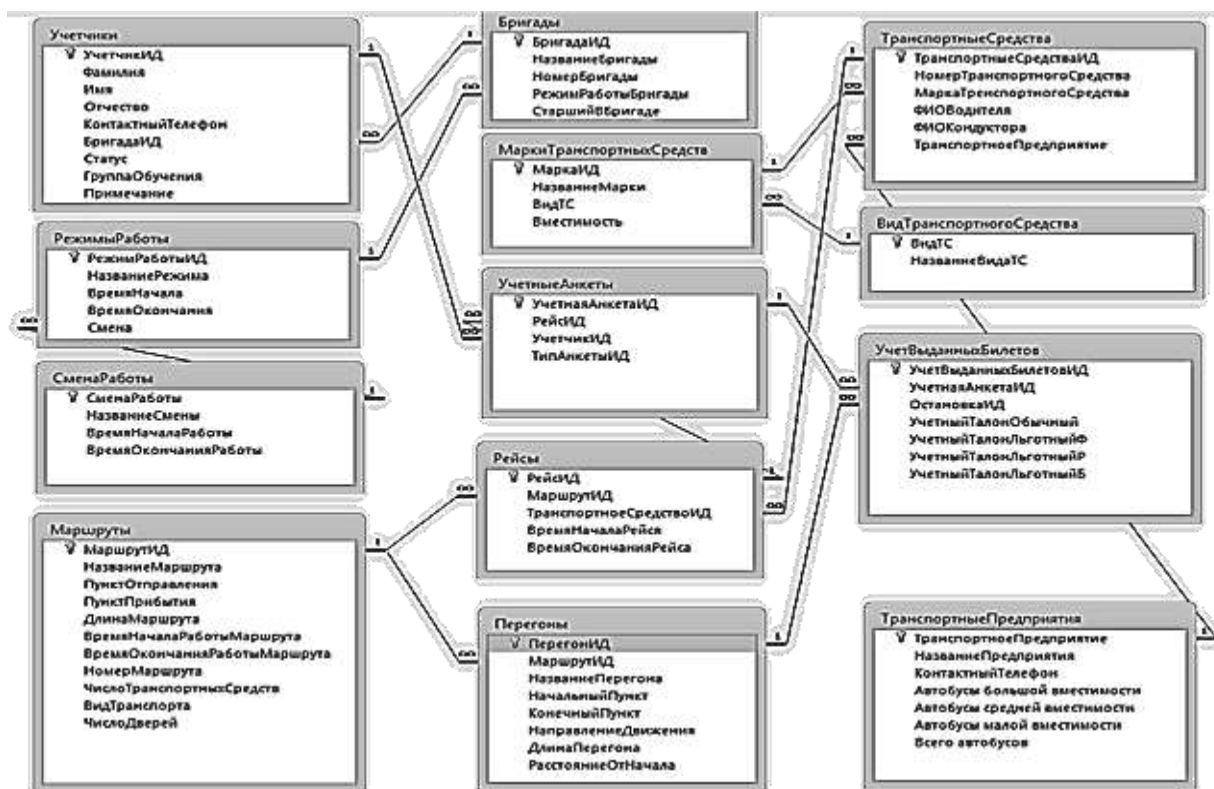 Учетчики
УчетчикИД
Фамилия
Имя
Отчество
КонтактныйТелефон
БригадаИД
Статус
ГруппаОбучения
Примечание
РежимыРаботы
РежимРаботыИД
НазваниеРежима
ВремяНачала
ВремяОкончания
Смена
СменаРаботы
СменаРаботы
НазваниеСмены
ВремяНачалаРаботы
ВремяОкончанияРаботы
Маршруты
МаршрутИД
НазваниеМаршрута
ПунктОтправления
ПунктПрибытия
ДлинаМаршрута
ВремяНачалаРаботыМаршрута
ВремяОкончанияРаботыМаршрута
НомерМаршрута
ЧислоТранспортныхСредств
ВидТранспорта
ЧислоДверей
Бригады
БригадаИД
НазваниеБригады
НомерБригады
РежимРаботыБригады
СтаршийВБригаде
МаркиТранспортныхСредств
МаркаИД
НазваниеМарки
ВидТС
Вместимость
УчетныеАнкеты
УчетнаяАнкетаИД
РейсИД
УчетчикИД
ТипАнкетыИД
Рейсы
РейсИД
МаршрутИД
ТранспортноеСредствоИД
ВремяНачалаРейса
ВремяОкончанияРейса
Перегоны
ПерегонИД
МаршрутИД
НазваниеПерегона
НачальныйПункт
КонечныйПункт
НаправлениеДвижения
ДлинаПерегона
РасстояниеОтНачала
ТранспортныеСредства
ТранспортныеСредстваИД
НомерТранспортногоСредства
МаркаТранспортногоСредства
ФИОВодителя
ФИОКондуктора
ТранспортноеПредприятие
ВидТранспортногоСредства
ВидТС
НазваниеВидаТС
УчетВыданныхБилетов
УчетВыданныхБилетовИД
УчетнаяАнкетаИД
ОстановкаИД
УчетныйТалонОбычный
УчетныйТалонЛьготныйФ
УчетныйТалонЛьготныйР
УчетныйТалонЛьготныйБ
ТранспортныеПредприятия
ТранспортноеПредприятие
НазваниеПредприятия
КонтактныйТелефон
Автобусы большой вместимости
Автобусы средней вместимости
Автобусы малой вместимости
Всего автобусов